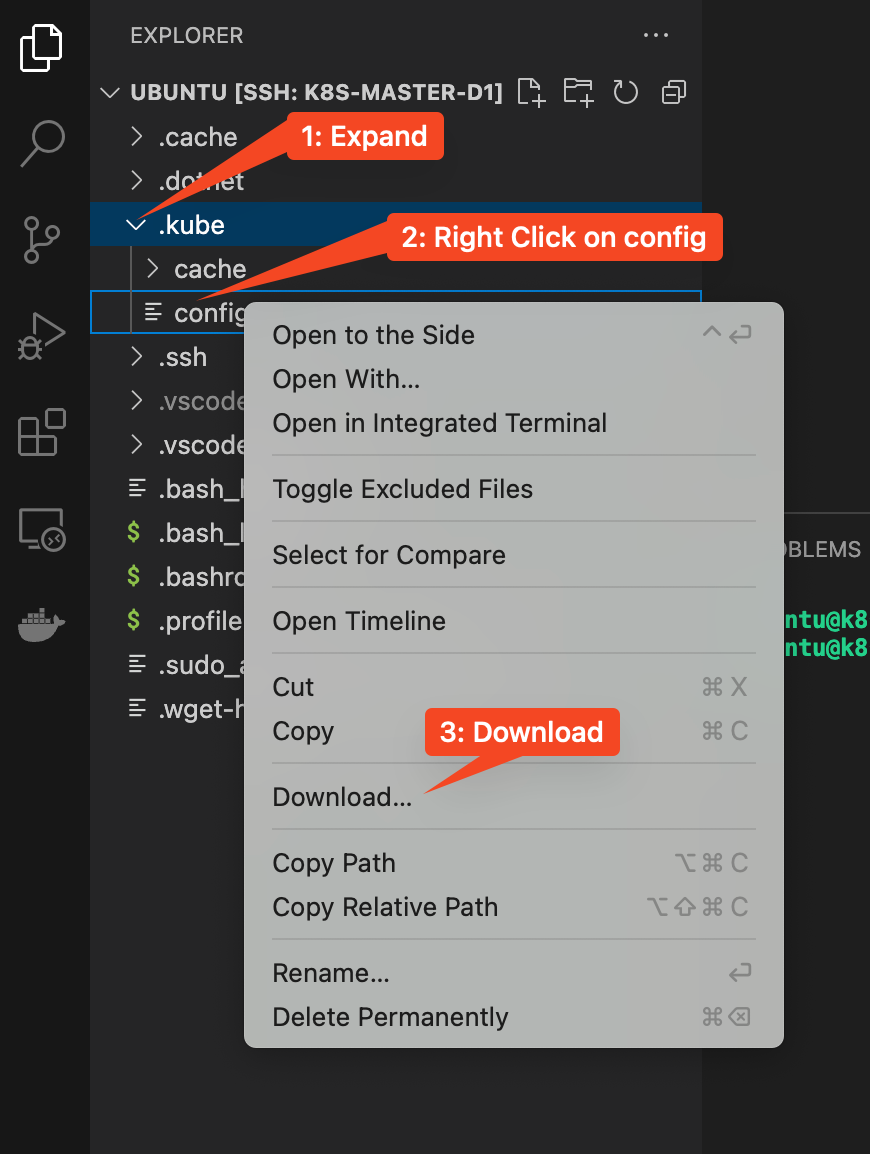 EXPLORER
UBUNTU [SSH: K8S-MASTER-D1]
.cache
1: Expand
.dotnet
.kube
2: Right Click on config
cache
config
Open to the Side
Open With...
.ssh
.vscode
Open in Integrated Terminal
.vscode
.bash_
Toggle Excluded Files
.bash_
Select for Compare
OBLEMS
.bashrc
.profile
Open Timeline
ntu@k8
ntu@k8
.sudo_a
Cut ⌘ X
.wget-h
Copy ⌘ C
3: Download
Download...
Copy Path ⌥ ⌘ C
Copy Relative Path ⌥ ⇧ ⌘ C
Rename...
Delete Permanently ⌘ ⌫